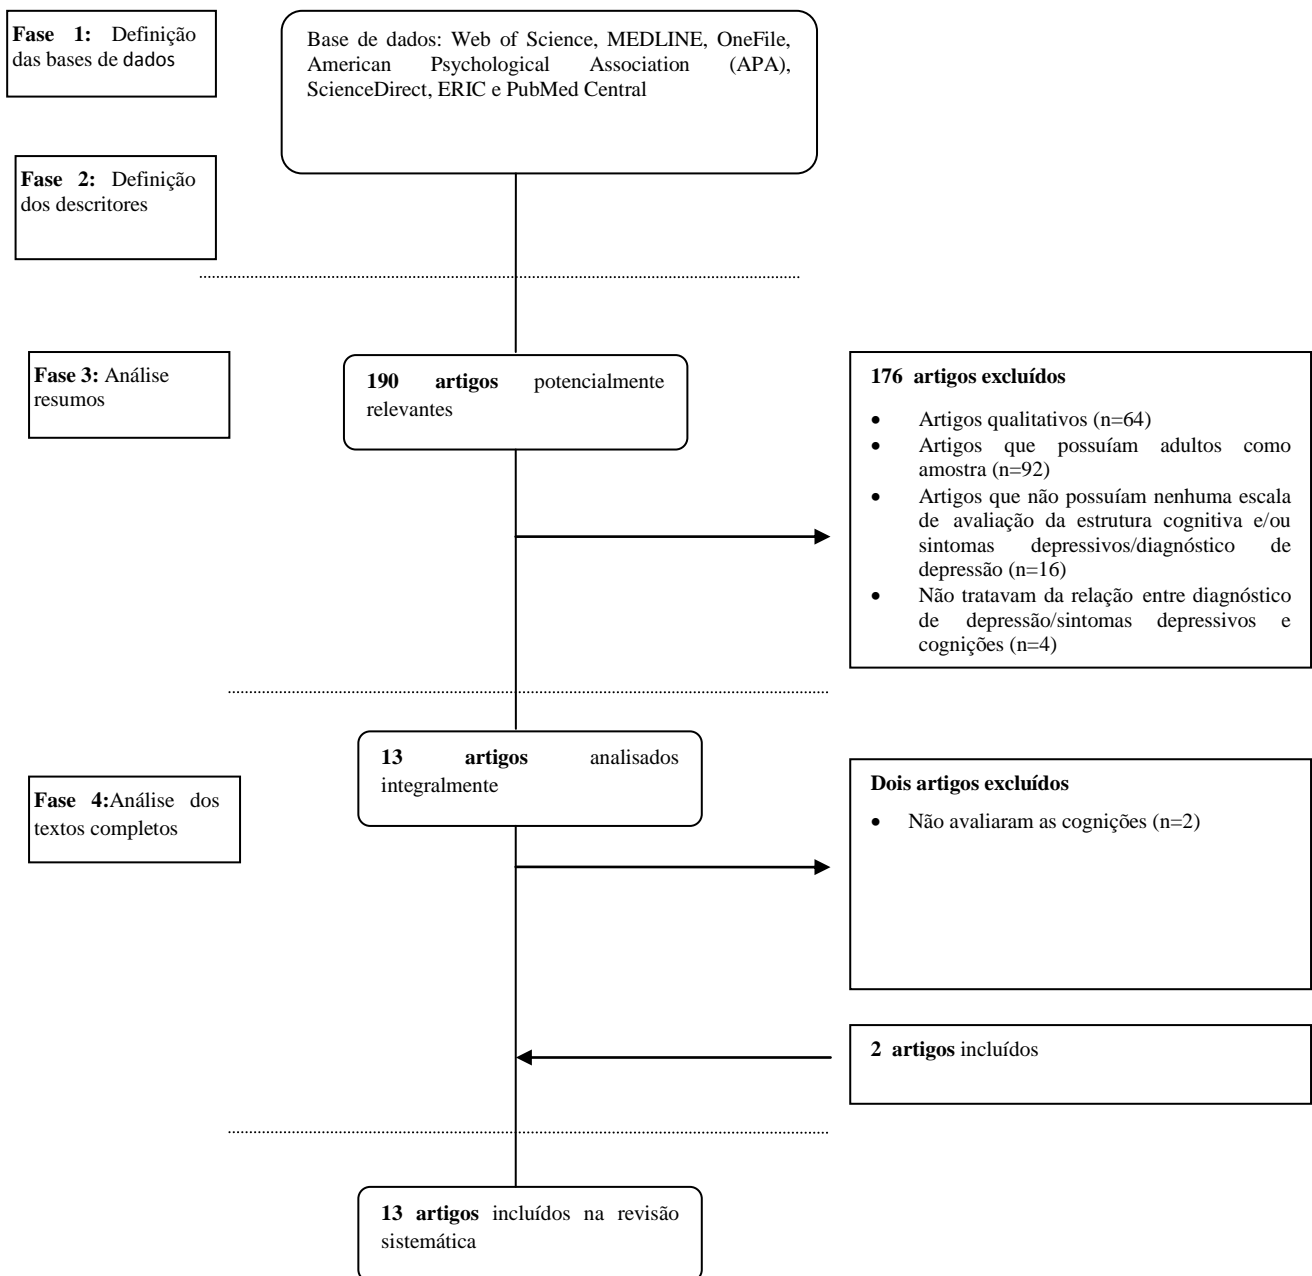 Fase 1: Definição
das bases de dados
Base de dados: Web of Science, MEDLINE, OneFile,
American Psychological Association (APA),
ScienceDirect, ERIC e PubMed Central
Fase 2: Definição
dos descritores
Fase 3: Análise
resumos
190 artigos potencialmente
relevantes
176 artigos excluídos
• Artigos qualitativos (n=64)
• Artigos que possuíam adultos como
amostra (n=92)
• Artigos que não possuíam nenhuma escala
de avaliação da estrutura cognitiva e/ou
sintomas depressivos/diagnóstico de
depressão (n=16)
• Não tratavam da relação entre diagnóstico
de depressão/sintomas depressivos e
cognições (n=4)
13 artigos analisados
integralmente
Fase 4:Análise dos
textos completos
Dois artigos excluídos
• Não avaliaram as cognições (n=2)
2 artigos incluídos
13 artigos incluídos na revisão
sistemática